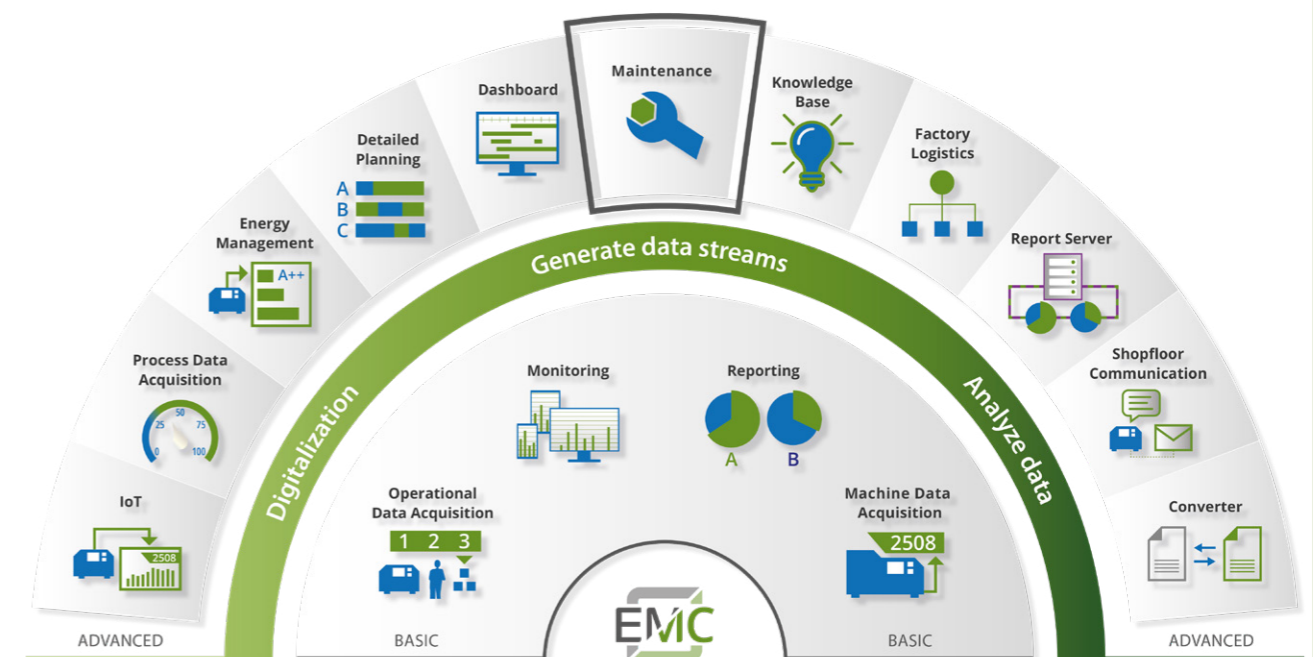 Maintenance
Dashboard
Knowledge
Base
Detailed
Planning
A
B
C
Factory
Logistics
Energy
Management
A++
Report Server
Generate data streams
Process Data
Acquisition
0
25
50
75
100
Shopfloor
Communication
Digitalization
Analyze data
Monitoring
Reporting
A
B
IoT
2508
Operational
Data Acquisition
1 2 3
Machine Data
Acquisition
2508
Converter
EMC
ADVANCED
BASIC
BASIC
ADVANCED